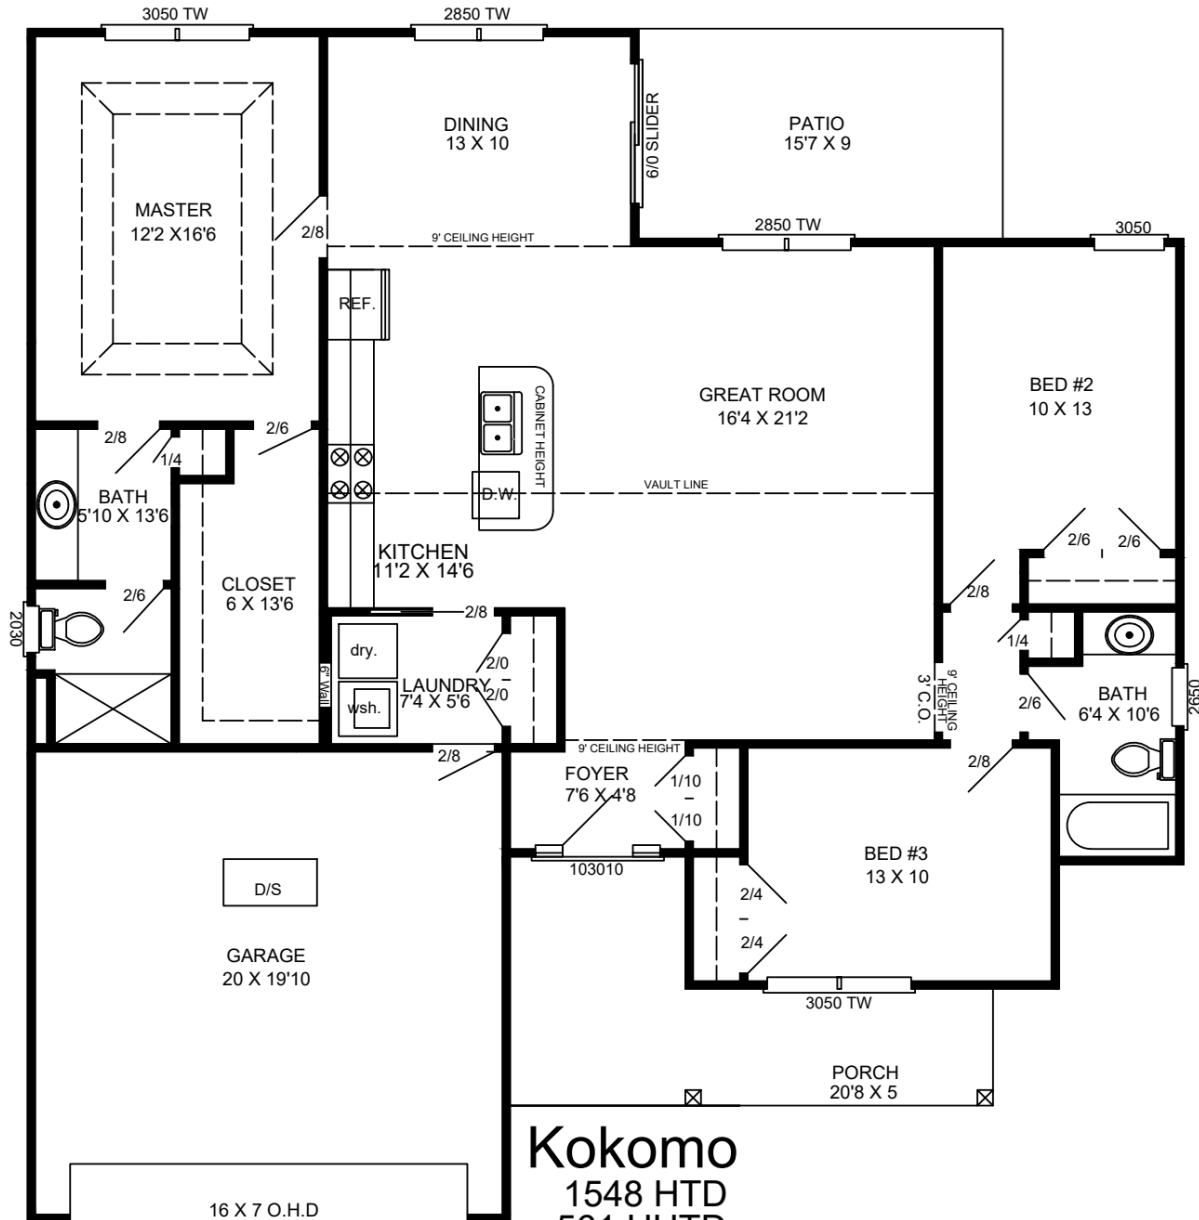 3050 TW
2850 TW
DINING
13 X 10
6/0 SLIDER
PATIO
15'7 X 9
MASTER
12'2 X16'6
2/8
9' CEILING HEIGHT
2850 TW
3050
REF.
CABINET HEIGHT
D.W.
GREAT ROOM
16'4 X 21'2
BED #2
10 X 13
VAULT LINE
2/8
1/4
2/6
BATH
5'10 X 13'6
KITCHEN
11'2 X 14'6
2/6
2/6
CLOSET
6 X 13'6
2/6
2030
2/8
2/8
dry.
wsh.
6" Wall
LAUNDRY
7'4 X 5'6
2/0
2/0
1/4
9' CEILING
HEIGHT
3' C.O.
2/6
BATH
6'4 X 10'6
2650
2/8
9' CEILING HEIGHT
FOYER
7'6 X 4'8
1/10
1/10
2/8
103010
BED #3
13 X 10
2/4
2/4
D/S
GARAGE
20 X 19'10
3050 TW
PORCH
20'8 X 5
Kokomo
1548 HTD
16 X 7 O.H.D